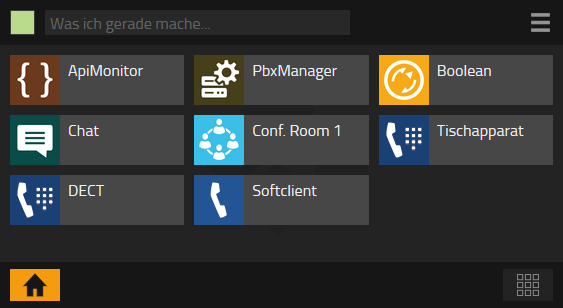 Was ich gerade mache...
ApiMonitor
PbxManager
Boolean
Chat
Conf. Room 1
Tischapparat
DECT
Softclient